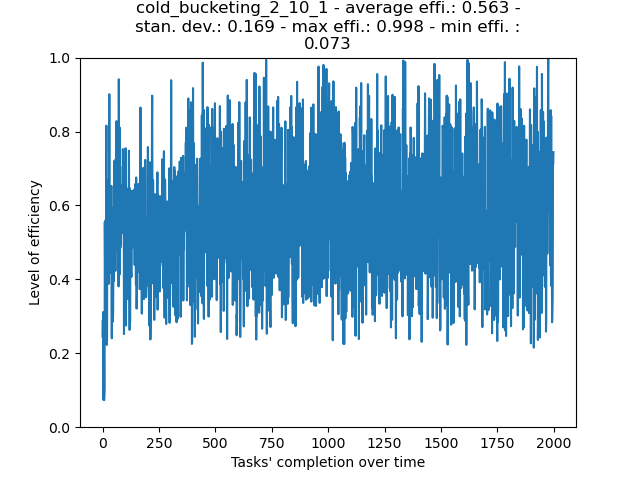 cold_bucketing_2_10_1 - average effi.: 0.563 -
stan. dev.: 0.169 - max effi.: 0.998 - min effi. :
0.073
1.0
0.8
0.6
0.4
0.2
0.0
Level of efficiency
0 250 500 750 1000 1250 1500 1750 2000
Tasks' completion over time